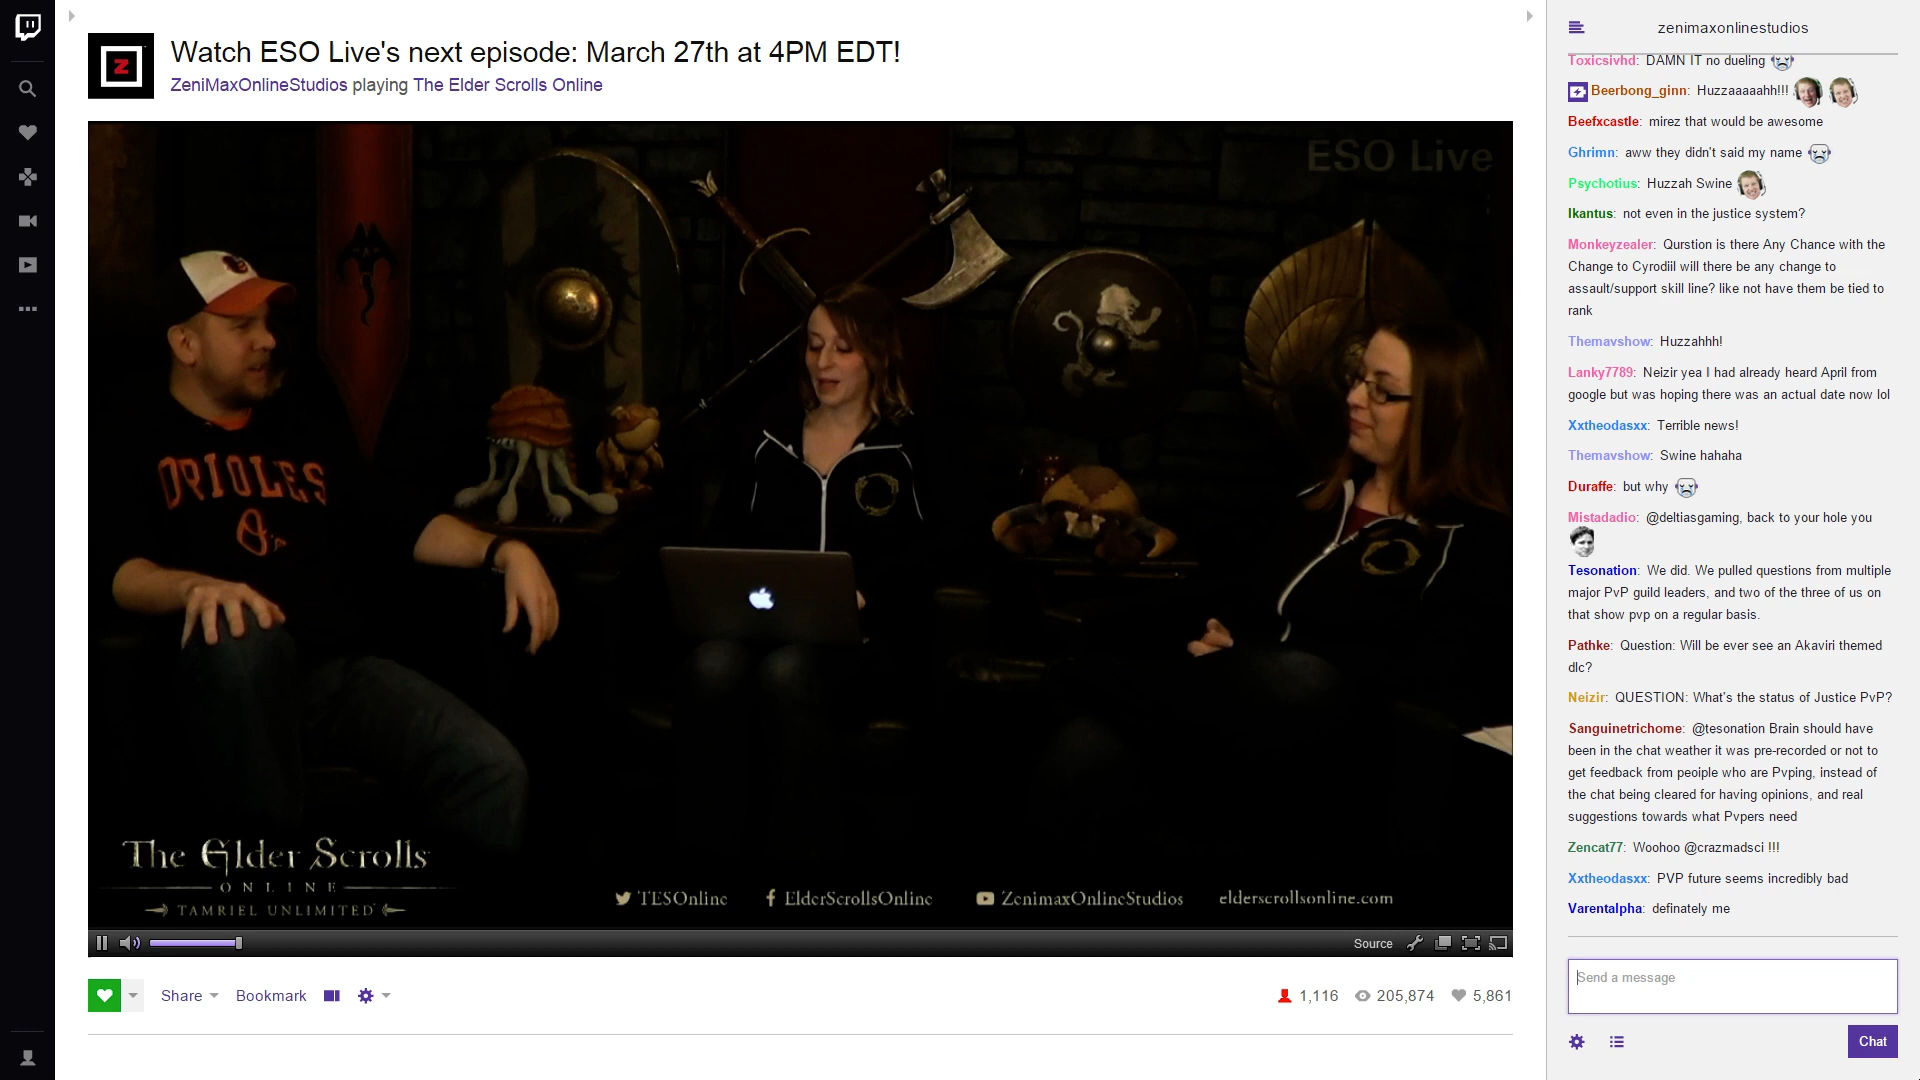 Watch ESO Live's next episode: March 27th at 4PM EDT!
ZeniMaxOnlineStudios playing The Elder Scrolls Online
ESO Live
ORIOLES
The Elder Scrolls
ONLINE
TAMRIEL UNLIMITED
TESOnline
ElderScrollsOnline
ZenimaxOnlineStudios
elderscrollsonline.com
Source
Share
Bookmark
1,116
205,874
5,861
zenimaxonlinestudios
Toxicsivhd: DAMN IT no dueling
Beerbong_ginn: Huzzaaaaahh!!!
Beefxcastle: mirez that would be awesome
Ghrimn: aww they didn't said my name
Psychotius: Huzzah Swine
Ikantus: not even in the justice system?
Monkeyzealer: Qurstion is there Any Chance with the
Change to Cyrodiil will there be any change to
assault/support skill line? like not have them be tied to
rank
Themavshow: Huzzahhh!
Lanky7789: Neizir yea I had already heard April from
google but was hoping there was an actual date now lol
Xxtheodasxx: Terrible news!
Themavshow: Swine hahaha
Duraffe: but why
Mistadadio: @deltiasgaming, back to your hole you
Tesonation: We did. We pulled questions from multiple
major PvP guild leaders, and two of the three of us on
that show pvp on a regular basis.
Pathke: Question: Will be ever see an Akaviri themed
dlc?
Neizir: QUESTION: What's the status of Justice PvP?
Sanguinetrichome: @tesonation Brain should have
been in the chat weather it was pre-recorded or not to
get feedback from peoiple who are Pvping, instead of
the chat being cleared for having opinions, and real
suggestions towards what Pvpers need
Zencat77: Woohoo @crazmadsci !!!
Xxtheodasxx: PVP future seems incredibly bad
Varentalpha: definately me
Send a message
Chat